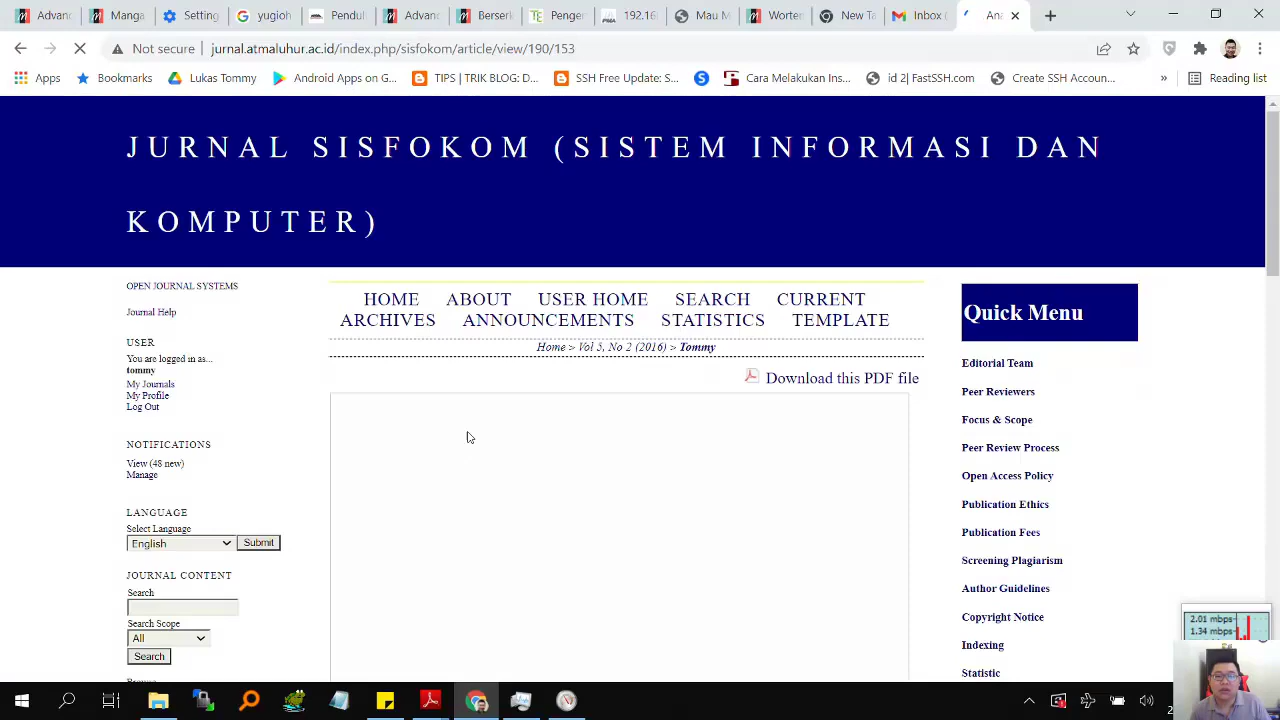 Advanc
Manga
Setting
yugioh
Pendul
Advanc
Berserk
Penge
192.16
Mau M
Worten
New Ta
Inbox
An
Not secure
jurnal.atmaluhur.ac.id/index.php/sisfokom/article/view/190/153
Apps
Bookmarks
Lukas Tommy
Android Apps on G...
TIPS | TRIK BLOG: D...
SSH Free Update: S...
Cara Melakukan Ins...
id 2| FastSSH.com
Create SSH Accoun...
»
Reading list
JURNAL SISFOKOM (SISTEM INFORMASI DAN
KOMPUTER)
OPEN JOURNAL SYSTEMS
Journal Help
USER
You are logged in as...
tommy
My Journals
My Profile
Log Out
NOTIFICATIONS
View (48 new)
Manage
LANGUAGE
Select Language
English
Submit
JOURNAL CONTENT
Search
Search Scope
All
Search
HOME ABOUT USER HOME SEARCH CURRENT
ARCHIVES ANNOUNCEMENTS STATISTICS TEMPLATE
Home > Vol 5, No 2 (2016) > Tommy
Download this PDF file
Quick Menu
Editorial Team
Peer Reviewers
Focus & Scope
Peer Review Process
Open Access Policy
Publication Ethics
Publication Fees
Screening Plagiarism
Author Guidelines
Copyright Notice
Indexing
Statistic
2.01 mbps
1.34 mbps